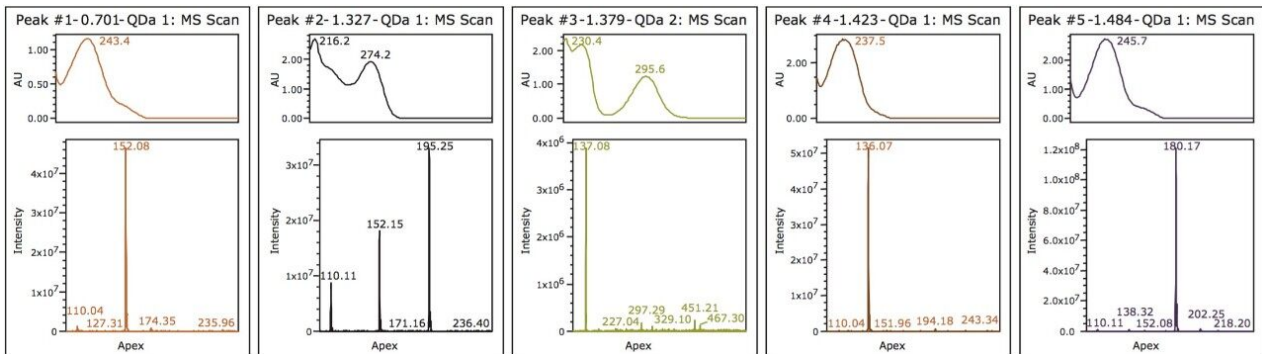 Peak #1-0.701-QDa 1: MS Scan
243.4
1.00
0.50
0.00
AU
152.08
4x10⁷
3x10⁷
2x10⁷
1x10⁷
0
Intensity
110.04
127.31
174.35
235.96
Apex
Peak #2-1.327-QDa 1: MS Scan
216.2
274.2
2.00
1.00
0.00
AU
195.25
3x10⁷
2x10⁷
1x10⁷
0
Intensity
152.15
110.11
171.16
236.40
Apex
Peak #3-1.379-QDa 2: MS Scan
230.4
295.6
2.00
1.00
0.00
AU
137.08
4x10⁶
3x10⁶
2x10⁶
1x10⁶
0
Intensity
297.29
451.21
227.04
329.10
467.30
Apex
Peak #4-1.423-QDa 1: MS Scan
237.5
2.00
0.00
AU
136.07
5x10⁷
4x10⁷
3x10⁷
2x10⁷
1x10⁷
0
Intensity
110.04
151.96
194.18
243.34
Apex
Peak #5-1.484-QDa 1: MS Scan
245.7
2.00
1.00
0.00
AU
180.17
1.2x10⁸
1.0x10⁸
8.0x10⁷
6.0x10⁷
4.0x10⁷
2.0x10⁷
0.0
Intensity
138.32
202.25
110.11
152.08
218.20
Apex